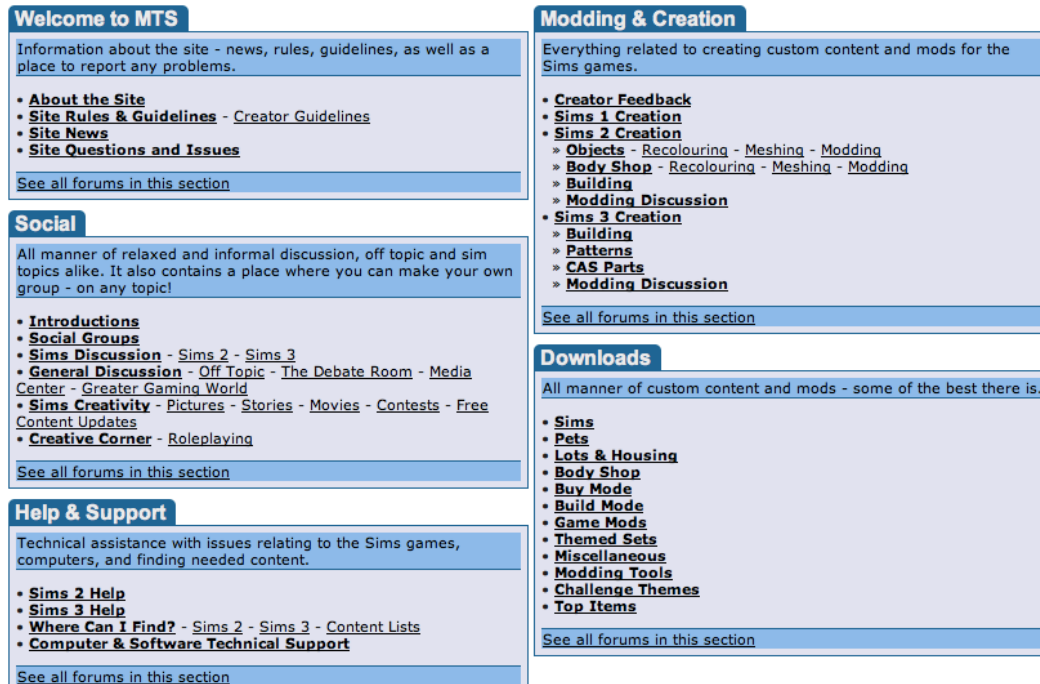 Welcome to MTS
Information about the site - news, rules, guidelines, as well as a
place to report any problems.
• About the Site
• Site Rules & Guidelines - Creator Guidelines
• Site News
• Site Questions and Issues
See all forums in this section
Social
All manner of relaxed and informal discussion, off topic and sim
topics alike. It also contains a place where you can make your own
group - on any topic!
• Introductions
• Social Groups
• Sims Discussion - Sims 2 - Sims 3
• General Discussion - Off Topic - The Debate Room - Media
Center - Greater Gaming World
• Sims Creativity - Pictures - Stories - Movies - Contests - Free
Content Updates
• Creative Corner - Roleplaying
See all forums in this section
Help & Support
Technical assistance with issues relating to the Sims games,
computers, and finding needed content.
• Sims 2 Help
• Sims 3 Help
• Where Can I Find? - Sims 2 - Sims 3 - Content Lists
• Computer & Software Technical Support
See all forums in this section
Modding & Creation
Everything related to creating custom content and mods for the
Sims games.
• Creator Feedback
• Sims 1 Creation
• Sims 2 Creation
» Objects - Recolouring - Meshing - Modding
» Body Shop - Recolouring - Meshing - Modding
» Building
» Modding Discussion
• Sims 3 Creation
» Building
» Patterns
» CAS Parts
» Modding Discussion
See all forums in this section
Downloads
All manner of custom content and mods - some of the best there is.
• Sims
• Pets
• Lots & Housing
• Body Shop
• Buy Mode
• Build Mode
• Game Mods
• Themed Sets
• Miscellaneous
• Modding Tools
• Challenge Themes
• Top Items
See all forums in this section